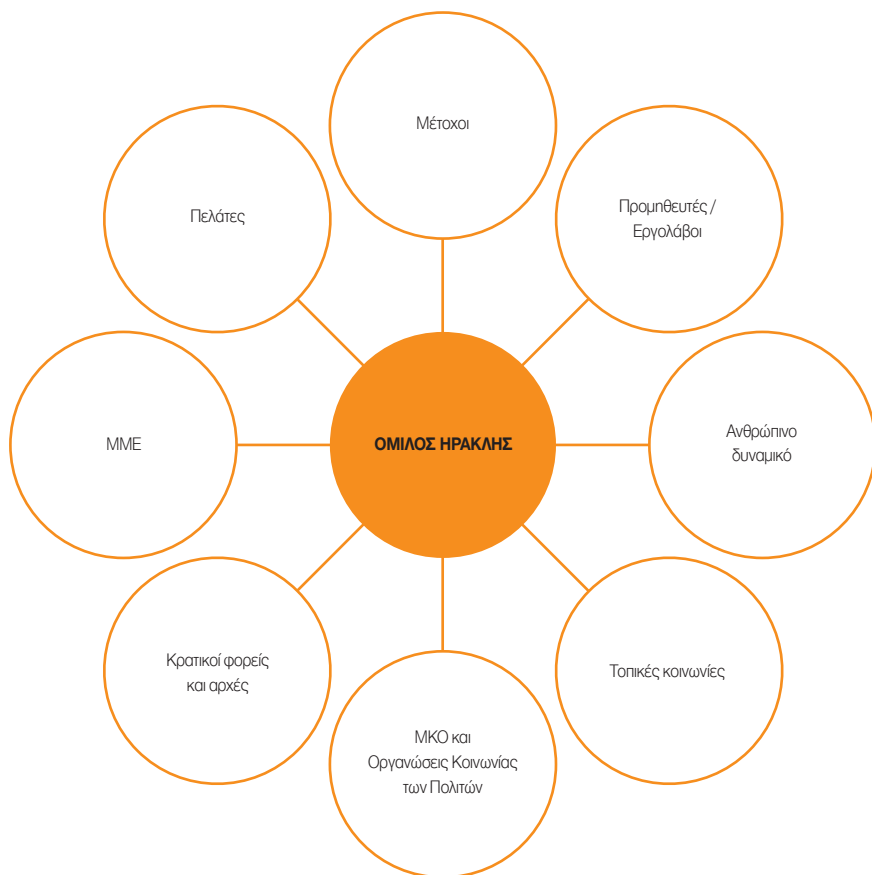 Μέτοχοι
Προμηθευτές /
Εργολάβοι
Πελάτες
ΜΜΕ
ΟΜΙΛΟΣ ΗΡΑΚΛΗΣ
Ανθρώπινο
δυναμικό
Κρατικοί φορείς
και αρχές
Τοπικές κοινωνίες
ΜΚΟ και
Οργανώσεις Κοινωνίας
των Πολιτών